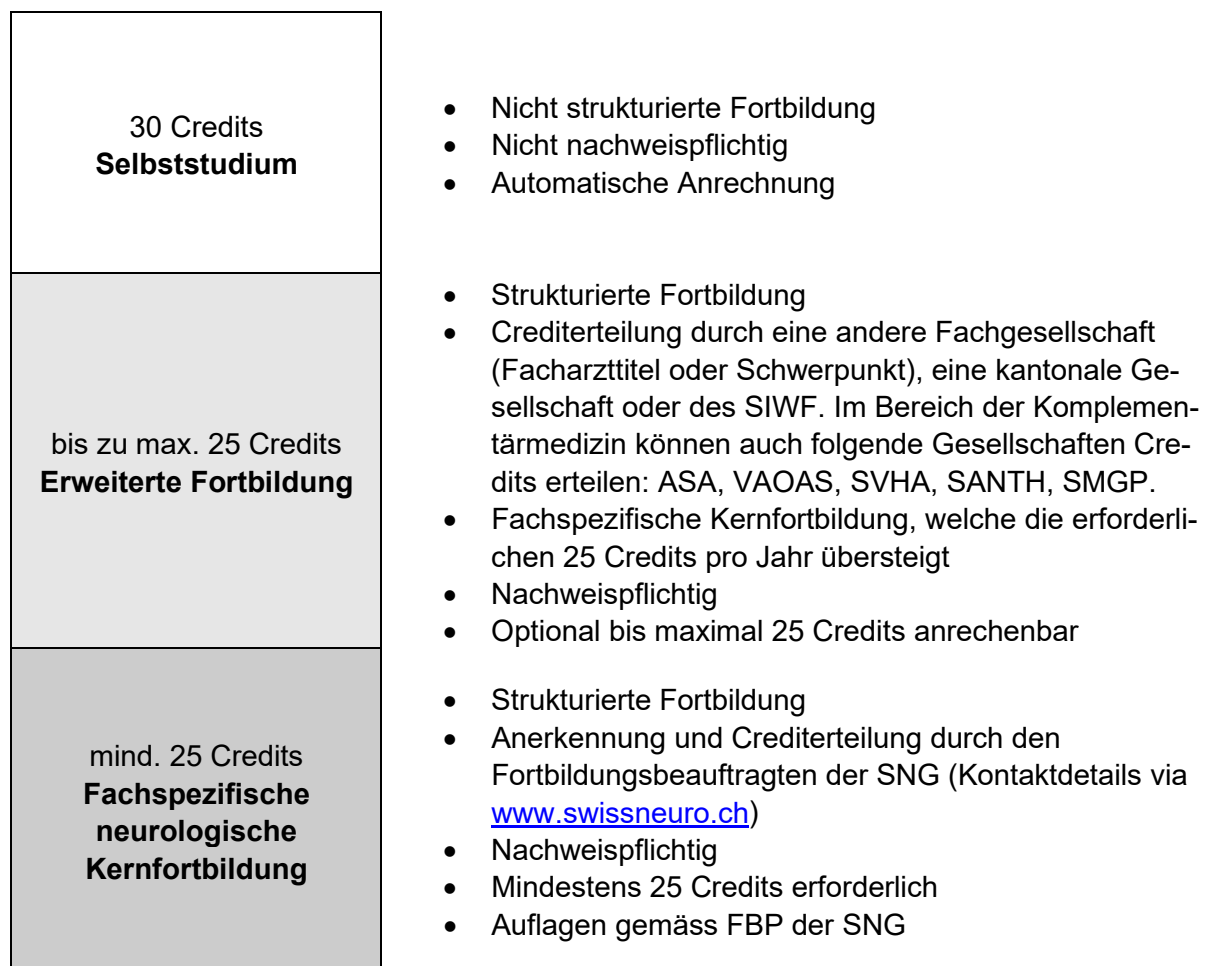 30 Credits
Selbststudium
• Nicht strukturierte Fortbildung
• Nicht nachweispflichtig
• Automatische Anrechnung
bis zu max. 25 Credits
Erweiterte Fortbildung
• Strukturierte Fortbildung
• Crediterteilung durch eine andere Fachgesellschaft
(Facharzttitel oder Schwerpunkt), eine kantonale Ge-
sellschaft oder des SIWF. Im Bereich der Komplemen-
tärmedizin können auch folgende Gesellschaften Cre-
dits erteilen: ASA, VAOAS, SVHA, SANTH, SMGP.
• Fachspezifische Kernfortbildung, welche die erforderli-
chen 25 Credits pro Jahr übersteigt
• Nachweispflichtig
• Optional bis maximal 25 Credits anrechenbar
mind. 25 Credits
Fachspezifische
neurologische
Kernfortbildung
• Strukturierte Fortbildung
• Anerkennung und Crediterteilung durch den
Fortbildungsbeauftragten der SNG (Kontaktdetails via
www.swissneuro.ch)
• Nachweispflichtig
• Mindestens 25 Credits erforderlich
• Auflagen gemäss FBP der SNG